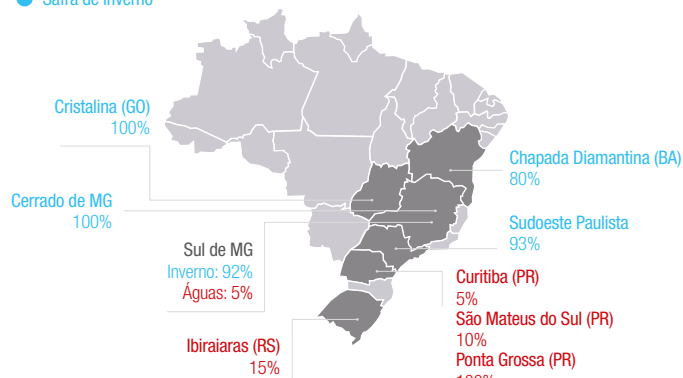 Safra de inverno
Cristalina (GO)
100%
Chapada Diamantina (BA)
80%
Cerrado de MG
100%
Sudoeste Paulista
93%
Sul de MG
Inverno: 92%
Águas: 5%
Curitiba (PR)
5%
São Mateus do Sul (PR)
10%
Ibiraiaras (RS)
15%
Ponta Grossa (PR)